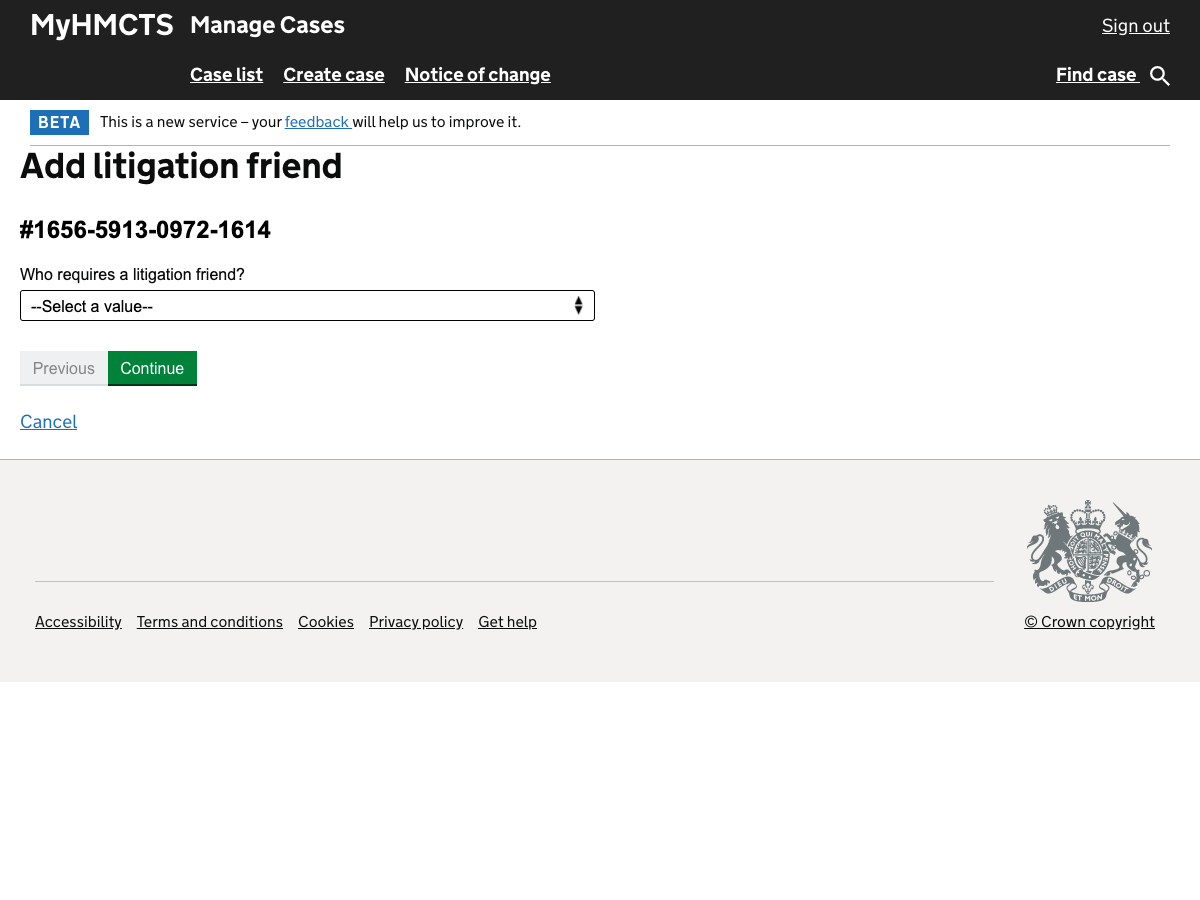 MyHMCTS Manage Cases Sign out
Case list Create case Notice of change Find case
BETA This is a new service – your feedback will help us to improve it.
Add litigation friend
#1656-5913-0972-1614
Who requires a litigation friend?
--Select a value--
Previous Continue
Cancel
DIEU ET MON DROIT
Accessibility Terms and conditions Cookies Privacy policy Get help © Crown copyright